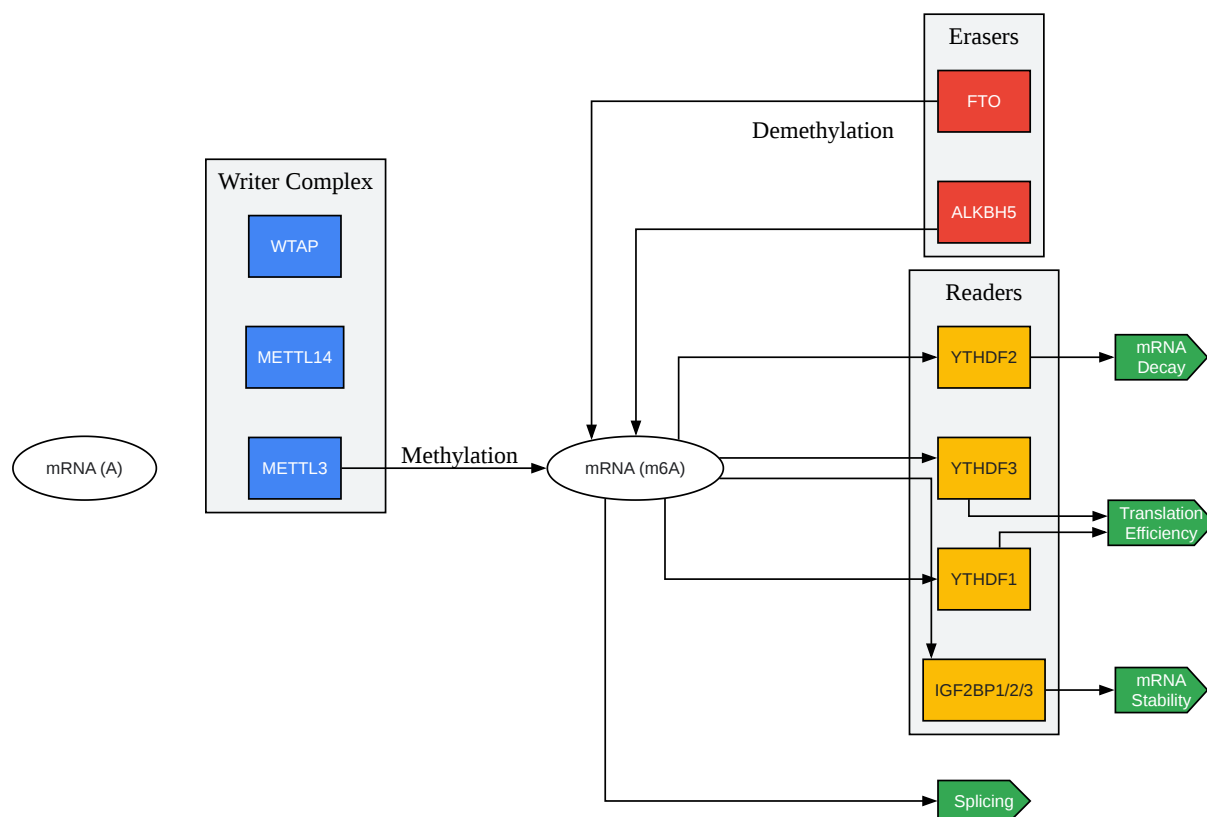 Erasers
FTO
Demethylation
ALKBH5
Writer Complex
WTAP
METTL14
METTL3
mRNA (A)
Methylation
mRNA (m6A)
Readers
YTHDF2
mRNA
Decay
YTHDF3
Translation
Efficiency
YTHDF1
IGF2BP1/2/3
mRNA
Stability
Splicing